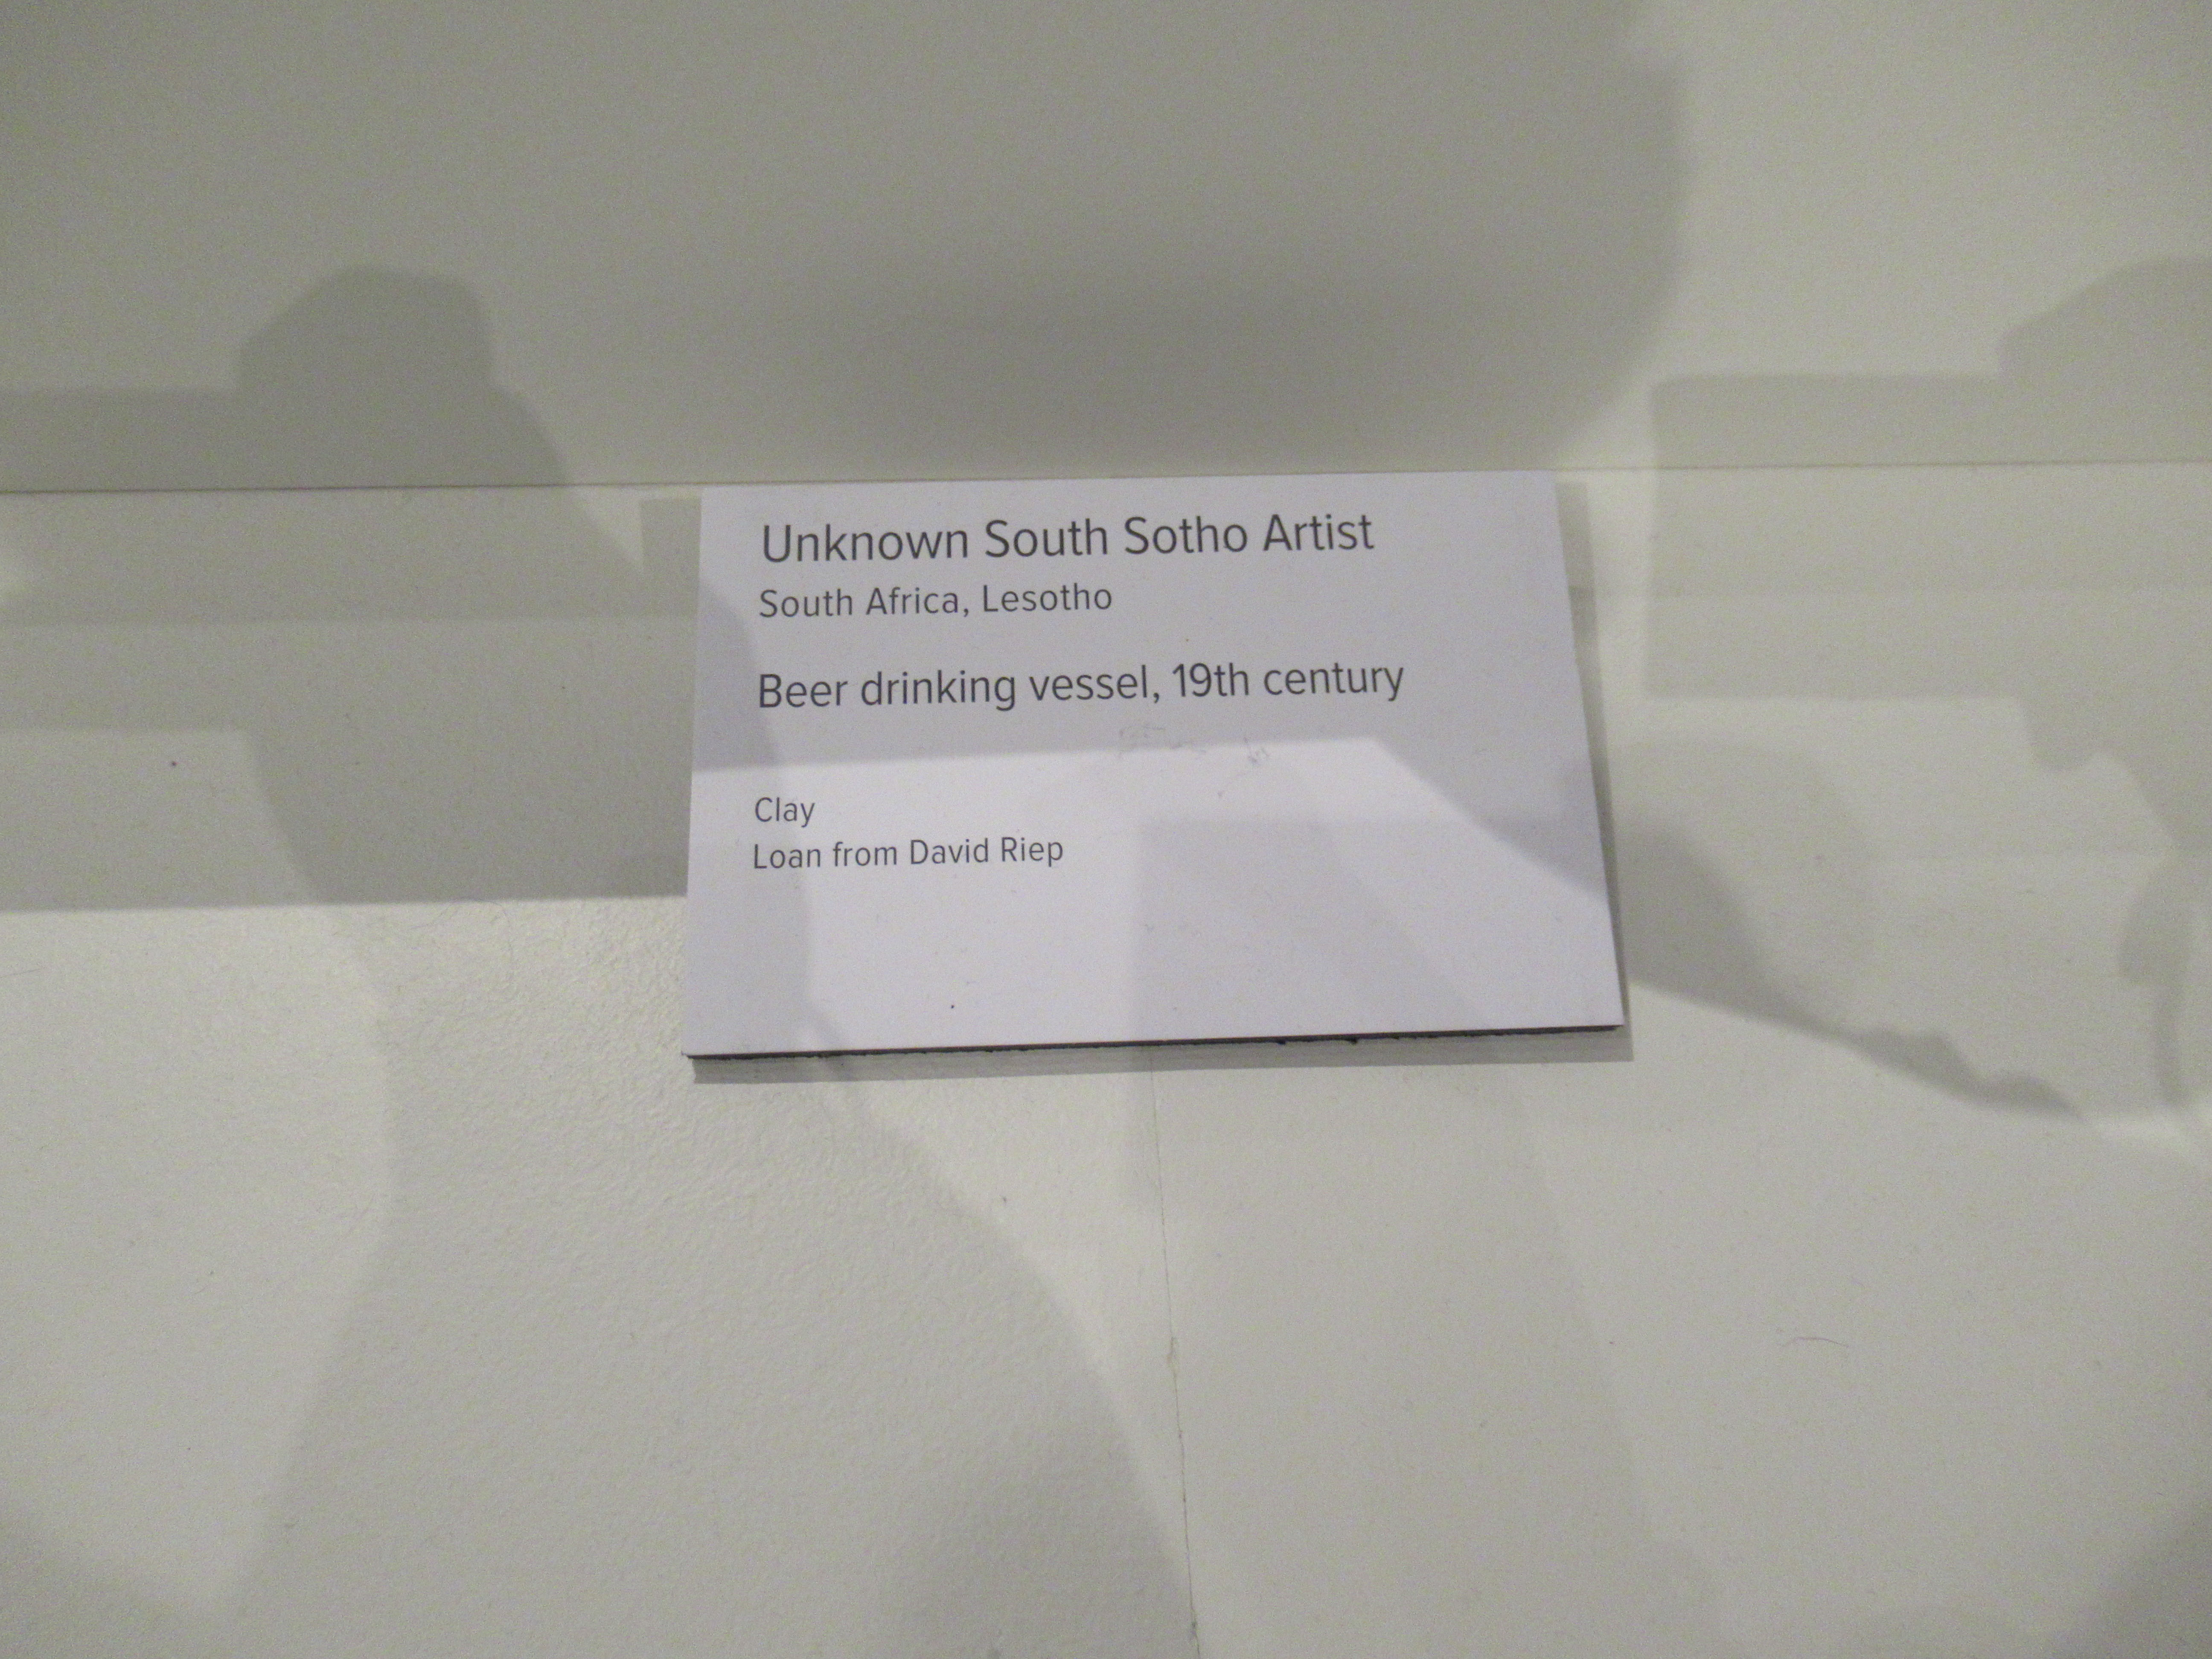 Unknown South Sotho Artist
South Africa, Lesotho
Beer drinking vessel, 19th century
Clay
Loan from David Riep